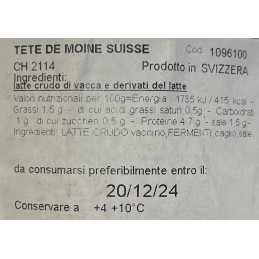 TETE DE MOINE SUISSE Cod. 1096100
CH 2114 Prodotto in SVIZZERA
Ingredienti:
latte crudo di vacca e derivati del latte
Valori nutrizionali per 100g=Energia : 1735 kJ / 415 kcal -
Grassi 1,5 g - di cui acidi grassi saturi 0,5g - Carboidrati
1 g di cui zuccheri 0,5 g - Proteine 4,7 g - sale 1,5 g-
Ingredienti: LATTE CRUDO vaccino,FERMENTI,caglio,sale.
da consumarsi preferibilmente entro il:
20/12/24
Conservare a +4 +10°C